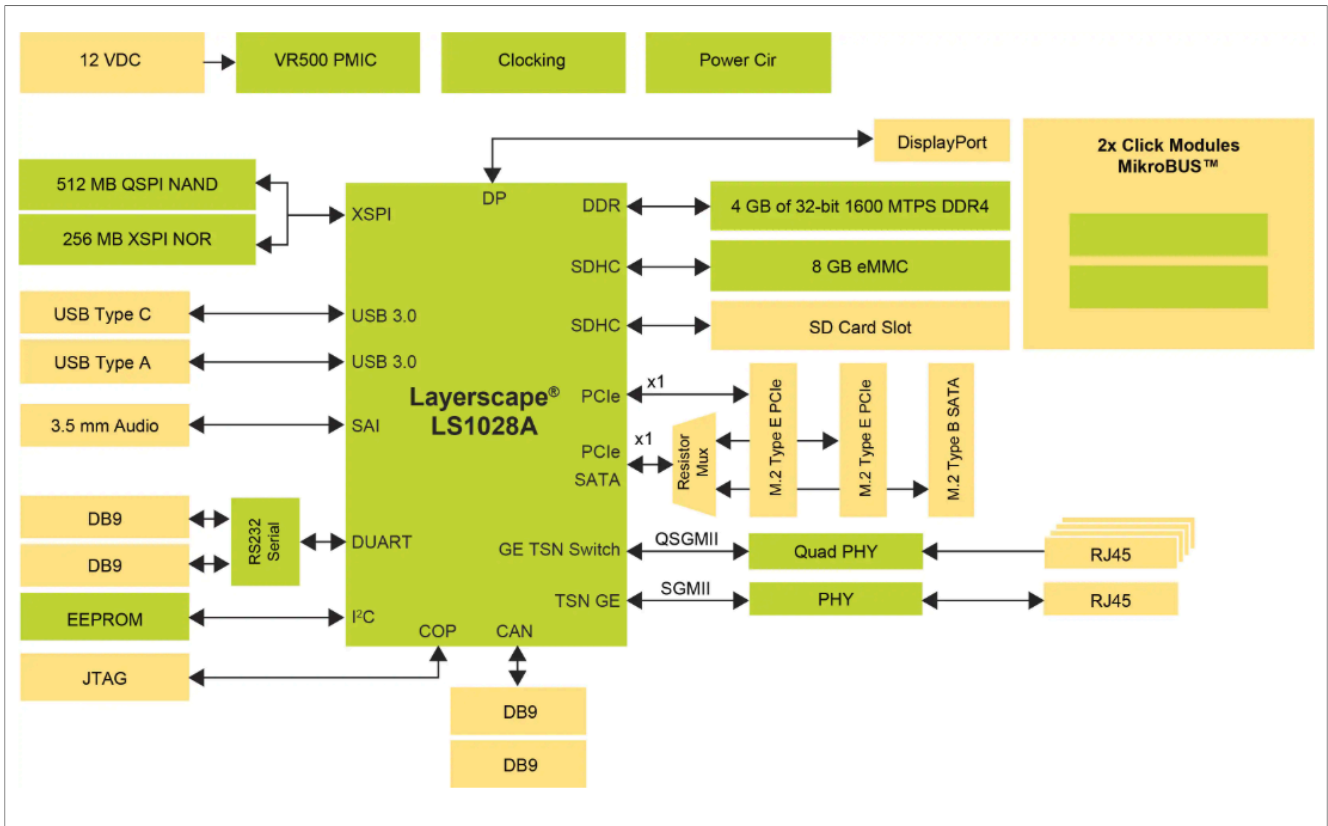 12 VDC
VR500 PMIC
Clocking
Power Cir
DisplayPort
2x Click Modules
MikroBUS™
512 MB QSPI NAND
256 MB XSPI NOR
XSPI
DP
DDR
4 GB of 32-bit 1600 MTPS DDR4
SDHC
8 GB eMMC
USB Type C
USB 3.0
SDHC
SD Card Slot
USB Type A
USB 3.0
Layerscape®
LS1028A
PCIe
x1
M.2 Type E PCIe
M.2 Type E PCIe
M.2 Type B SATA
3.5 mm Audio
SAI
PCIe
SATA
x1
Resistor
Mux
DB9
DB9
RS232
Serial
DUART
GE TSN Switch
QSGMII
Quad PHY
RJ45
TSN GE
SGMII
PHY
RJ45
EEPROM
I²C
COP
CAN
JTAG
DB9
DB9